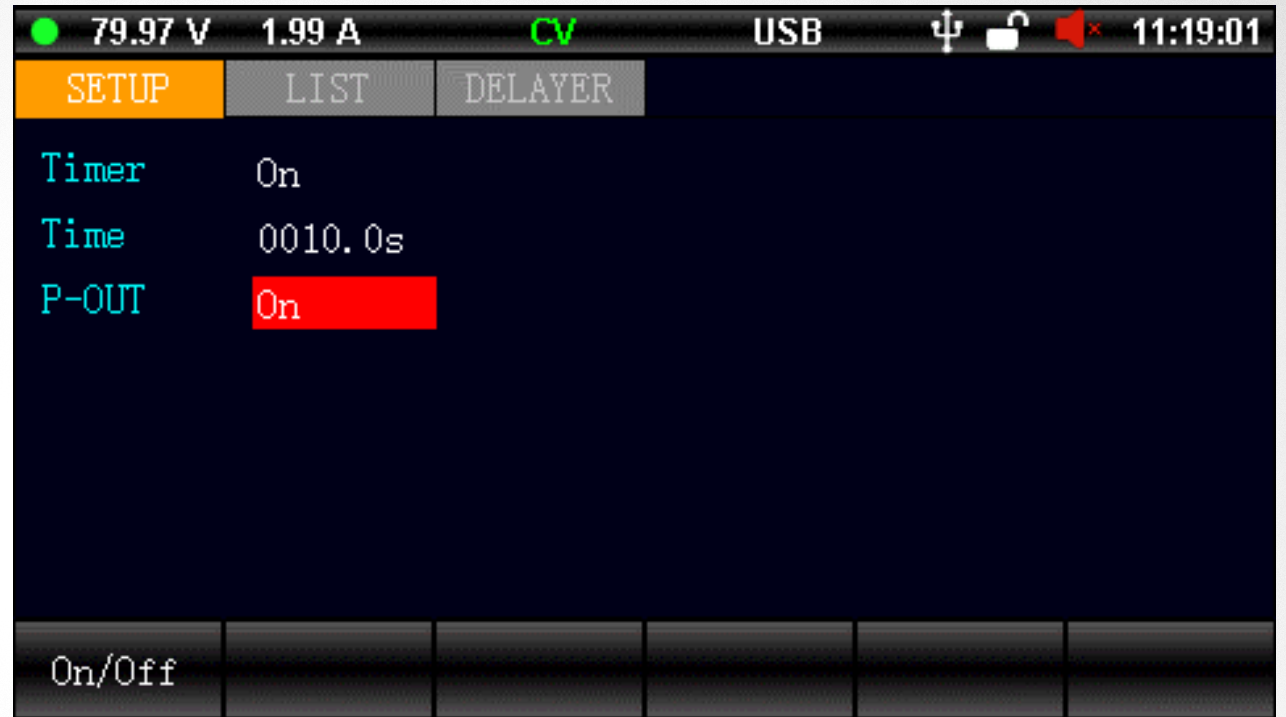 79.97 V 1.99 A CV USB 11:19:01
SETUP LIST DELAYER
Timer On
Time 0010.0s
P-OUT On
On/Off